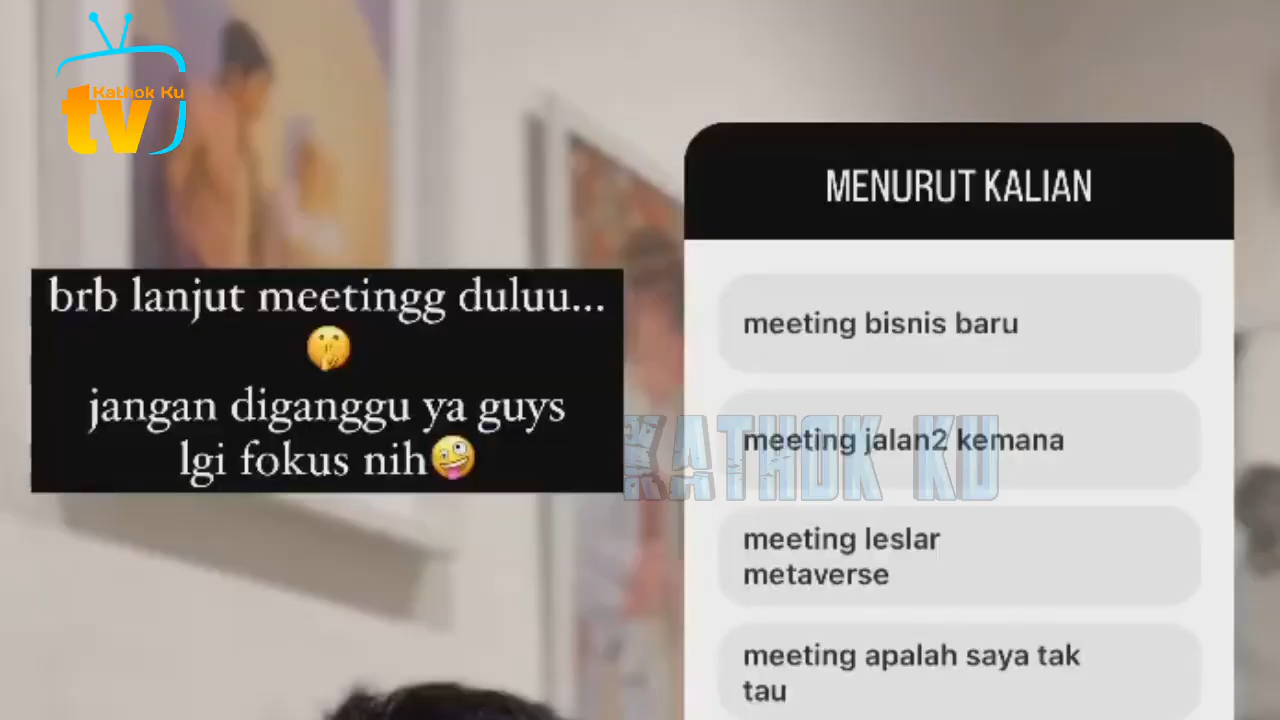 Kathok Ku
tv
MENURUT KALIAN
brb lanjut meetingg duluu...
🤫
jangan diganggu ya guys
lgi fokus nih🤪
meeting bisnis baru
meeting jalan2 kemana
KATHOK KU
meeting leslar
metaverse
meeting apalah saya tak
tau